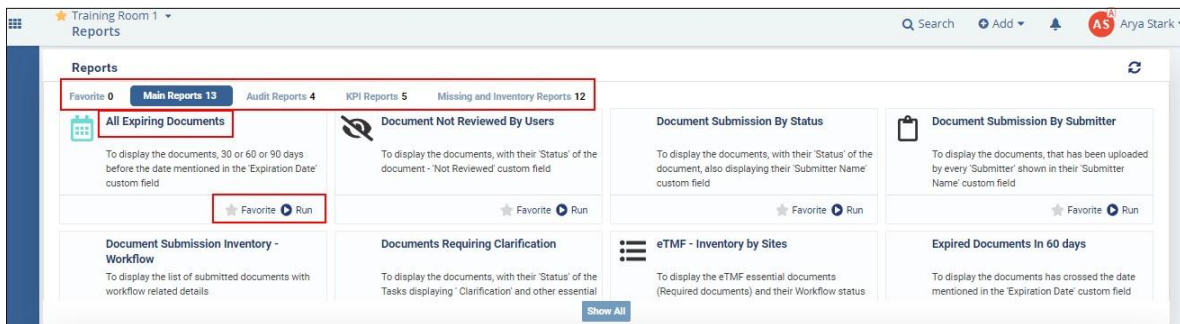 Training Room 1
Reports
Search
Add
AI
AS
Arya Stark
Reports
Favorite 0
Main Reports 13
Audit Reports 4
KPI Reports 5
Missing and Inventory Reports 12
All Expiring Documents
To display the documents, 30 or 60 or 90 days
before the date mentioned in the 'Expiration Date'
custom field
Favorite
Run
Document Not Reviewed By Users
To display the documents, with their 'Status' of the
document - 'Not Reviewed' custom field
Favorite
Run
Document Submission By Status
To display the documents, with their 'Status' of the
document, also displaying their 'Submitter Name'
custom field
Favorite
Run
Document Submission By Submitter
To display the documents, that has been uploaded
by every 'Submitter' shown in their 'Submitter
Name' custom field
Favorite
Run
Document Submission Inventory -
Workflow
To display the list of submitted documents with
workflow related details
Documents Requiring Clarification
To display the documents, with their 'Status' of the
Tasks displaying ' Clarification' and other essential
eTMF - Inventory by Sites
To display the eTMF essential documents
(Required documents) and their Workflow status
Expired Documents In 60 days
To display the documents has crossed the date
mentioned in the 'Expiration Date' custom field
Show All